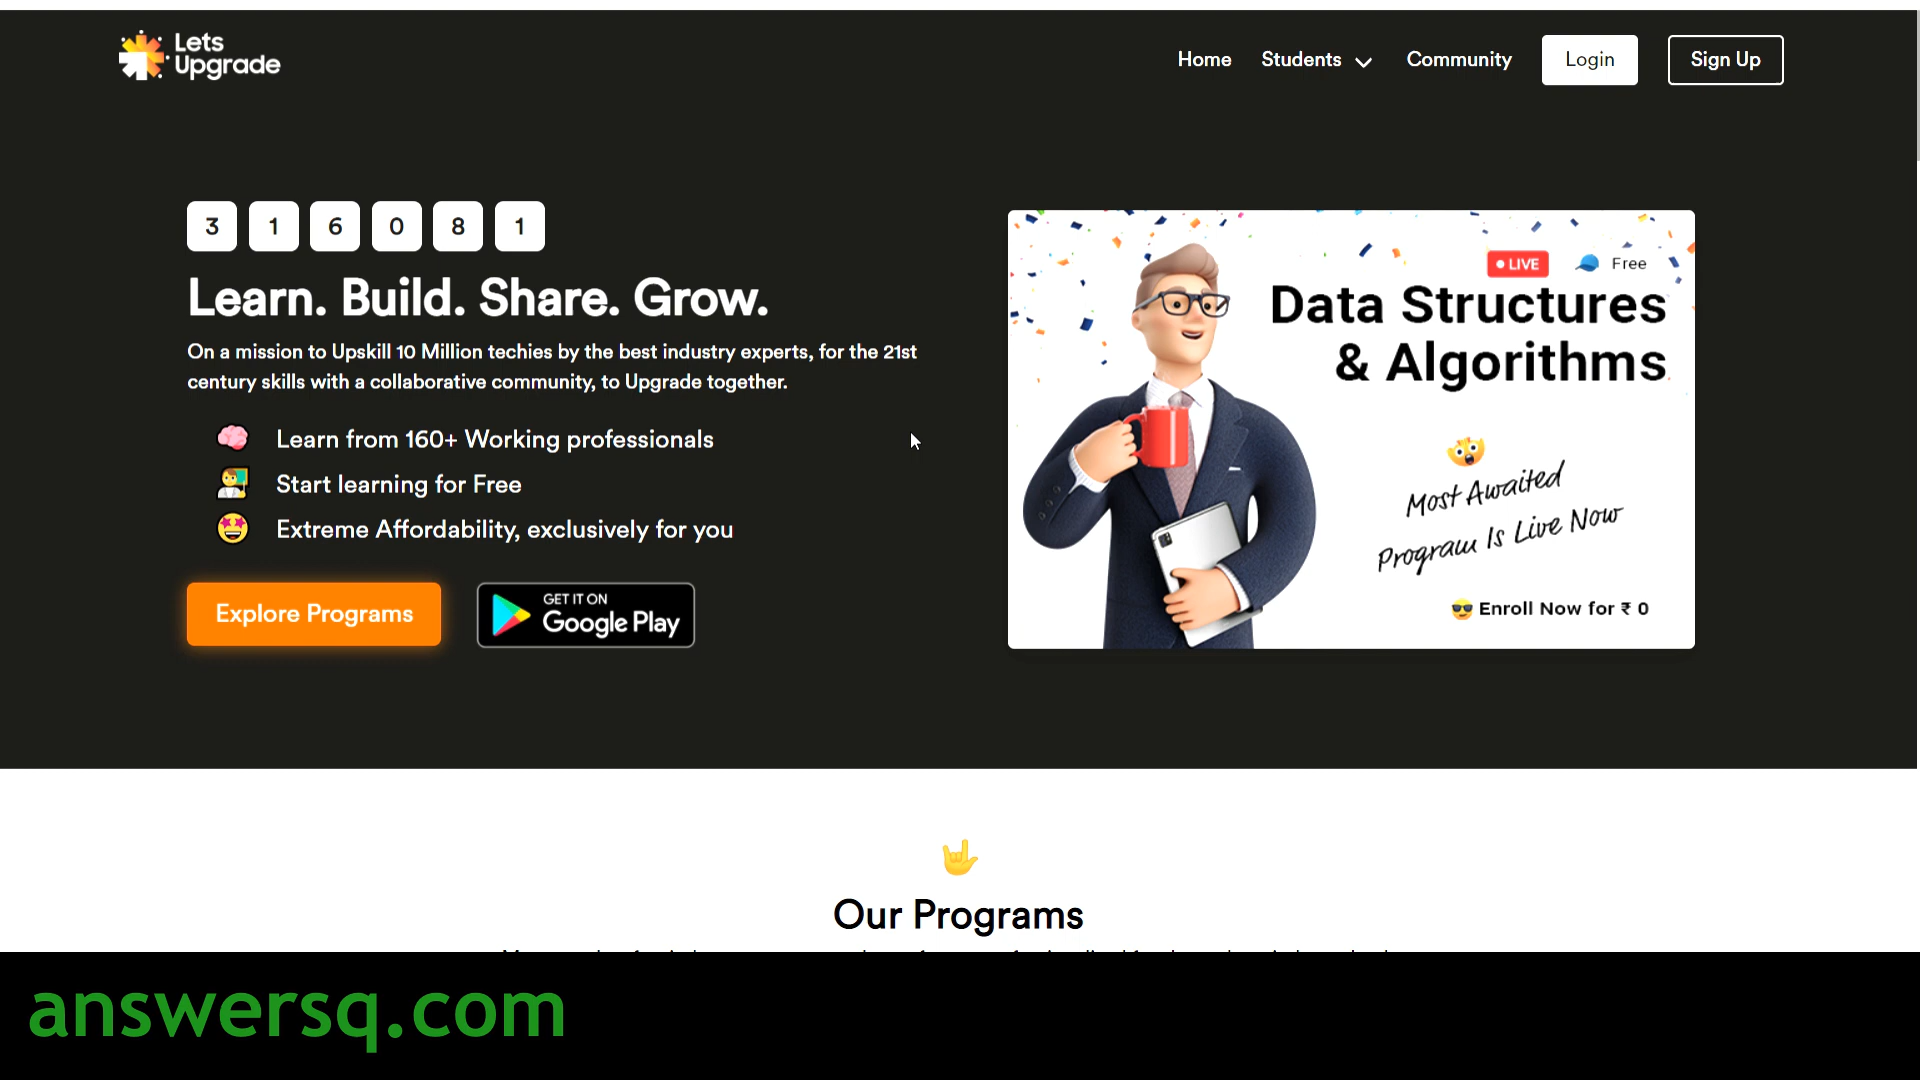 Lets
Upgrade
Home
Students
Community
Login
Sign Up
3 1 6 0 8 1
Learn. Build. Share. Grow.
On a mission to Upskill 10 Million techies by the best industry experts, for the 21st
century skills with a collaborative community, to Upgrade together.
Learn from 160+ Working professionals
Start learning for Free
Extreme Affordability, exclusively for you
Explore Programs
GET IT ON
Google Play
LIVE
Free
Data Structures
& Algorithms
Most Awaited
Program Is Live Now
Enroll Now for ₹ 0
Our Programs
answersq.com